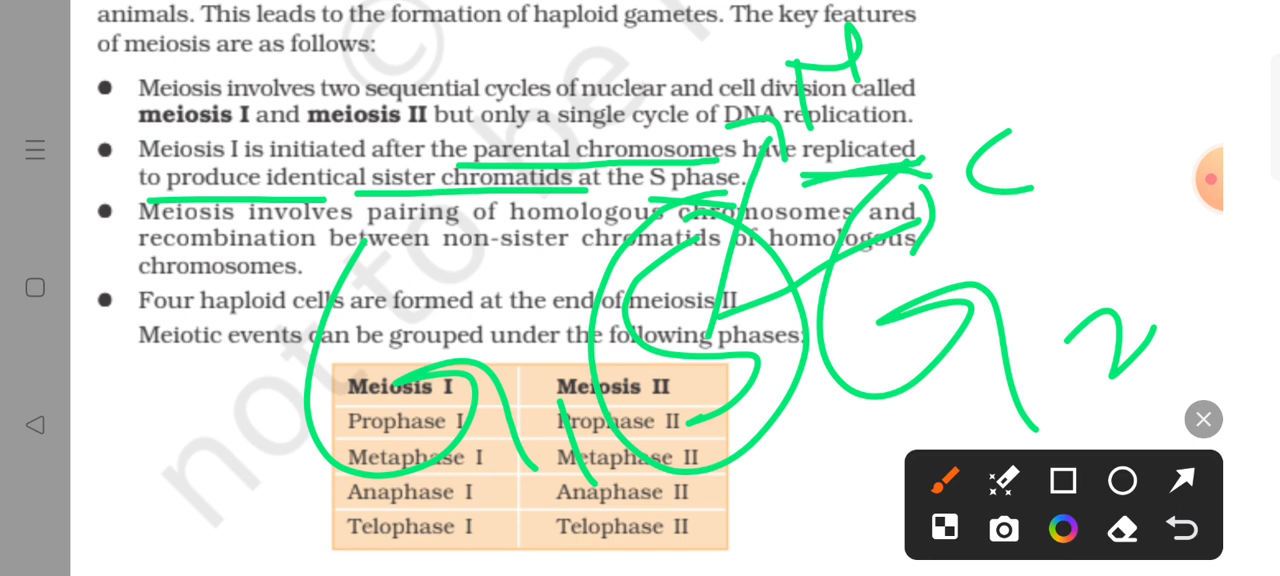 animals. This leads to the formation of haploid gametes. The key features
of meiosis are as follows:
● Meiosis involves two sequential cycles of nuclear and cell division called
meiosis I and meiosis II but only a single cycle of DNA replication.
● Meiosis I is initiated after the parental chromosomes have replicated
to produce identical sister chromatids at the S phase.
● Meiosis involves pairing of homologous chromosomes and
recombination between non-sister chromatids of homologous
chromosomes.
● Four haploid cells are formed at the end of meiosis II.
Meiotic events can be grouped under the following phases:
Meiosis I Meiosis II
Prophase I Prophase II
Metaphase I Metaphase II
Anaphase I Anaphase II
Telophase I Telophase II
© not to be
G1 S G2
C